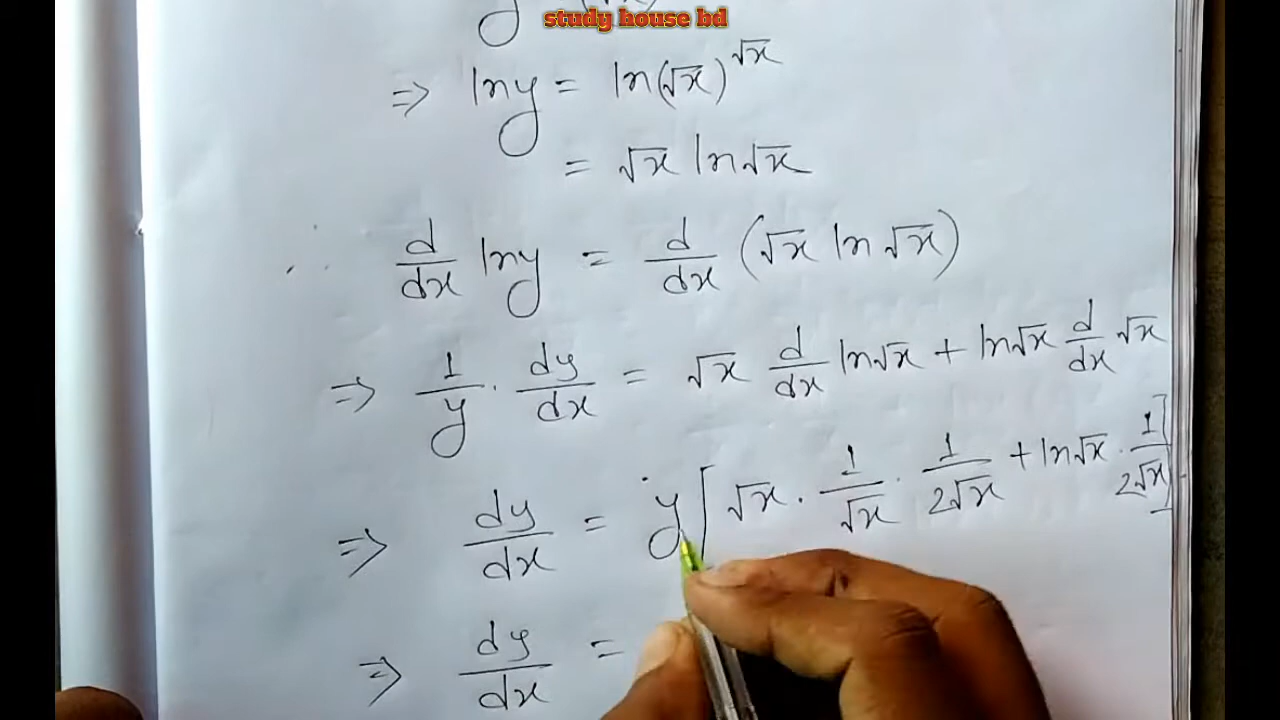 study house bd
y
⇒ lny = ln(√x)^√x
= √x ln√x
∴ d/dx lny = d/dx (√x ln √x)
⇒ 1/y · dy/dx = √x d/dx ln√x + ln√x d/dx √x
⇒ dy/dx = y[√x · 1/√x · 1/2√x + ln√x · 1/2√x]
⇒ dy/dx =